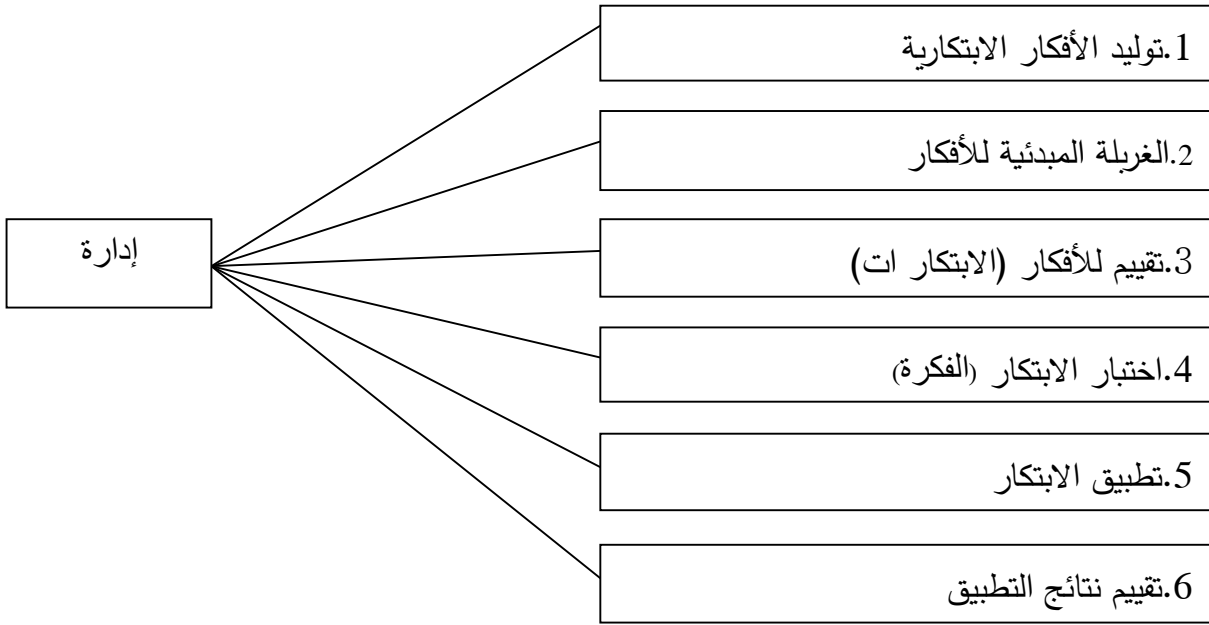 1.توليد الأفكار الابتكارية
2.الغربلة المبدئية للأفكار
إدارة
3.تقييم للأفكار (الابتكار ات)
4.اختبار الابتكار (الفكرة)
5.تطبيق الابتكار
6.تقييم نتائج التطبيق